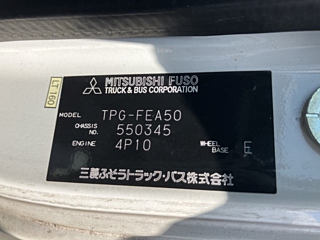 LT160
MITSUBISHI FUSO
TRUCK & BUS CORPORATION
MODEL TPG-FEA50
CHASSIS NO. 550345
ENGINE 4P10 WHEEL BASE E
三菱ふそうトラック・バス株式会社